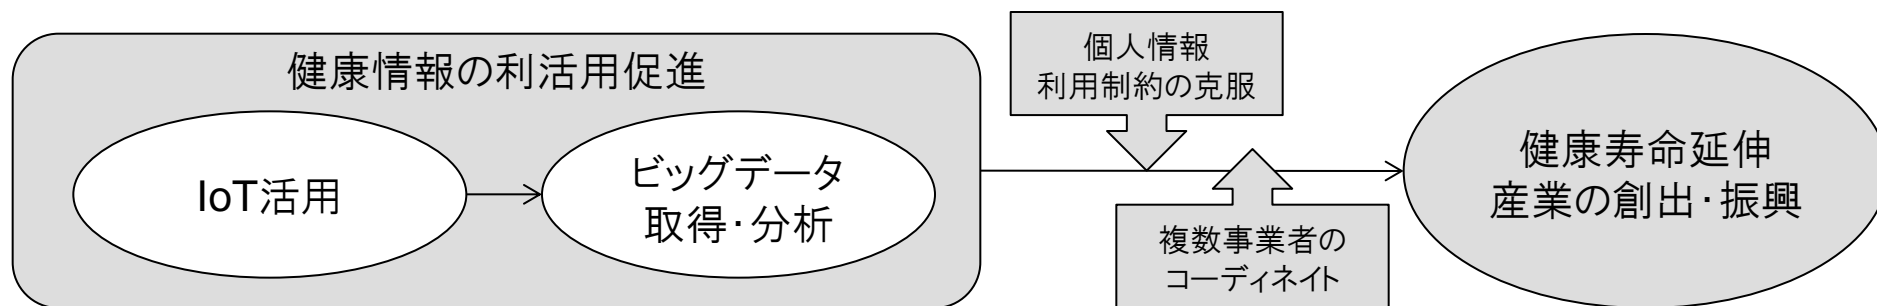 健康情報の利活用促進
IoT活用
ビッグデータ
取得・分析
個人情報
利用制約の克服
複数事業者の
コーディネイト
健康寿命延伸
産業の創出・振興